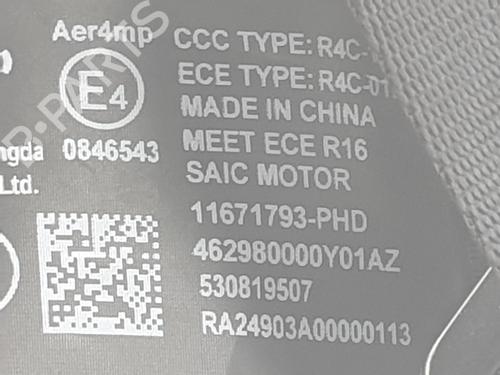 Aer4mp
CCC TYPE: R4C-
E4
ECE TYPE: R4C-01
MADE IN CHINA
0846543
MEET ECE R16
Ltd.
SAIC MOTOR
11671793-PHD
462980000Y01AZ
530819507
RA24903A00000113